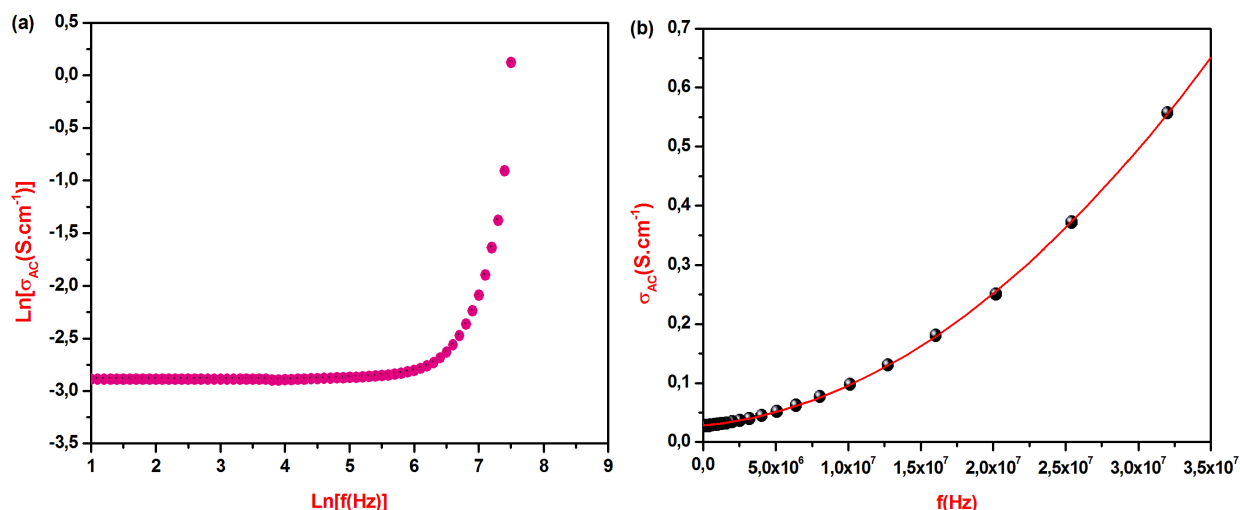 (a)
0,5
0,0
-0,5
-1,0
-1,5
-2,0
-2,5
-3,0
-3,5
Ln[σAC(S.cm-1)]
1 2 3 4 5 6 7 8 9
Ln[f(Hz)]
(b)
0,7
0,6
0,5
0,4
0,3
0,2
0,1
0,0
σAC(S.cm-1)
0,0 5,0x10^6 1,0x10^7 1,5x10^7 2,0x10^7 2,5x10^7 3,0x10^7 3,5x10^7
f(Hz)